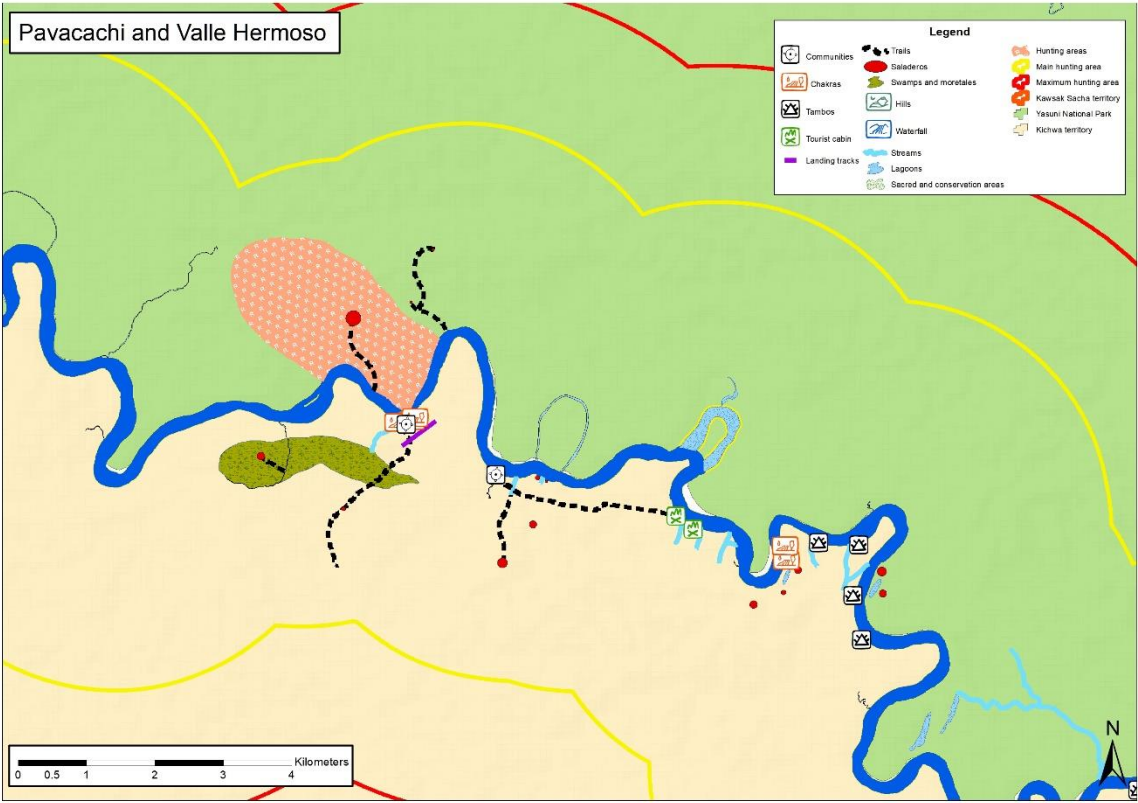 Pavacachi and Valle Hermoso
Legend
Communities
Chakras
Tambos
Tourist cabin
Landing tracks
Trails
Saladeros
Swamps and moretales
Hills
Waterfall
Streams
Lagoons
Sacred and conservation areas
Hunting areas
Main hunting area
Maximum hunting area
Kawsak Sacha territory
Yasuni National Park
Kichwa territory
Kilometers
0 0.5 1 2 3 4
N